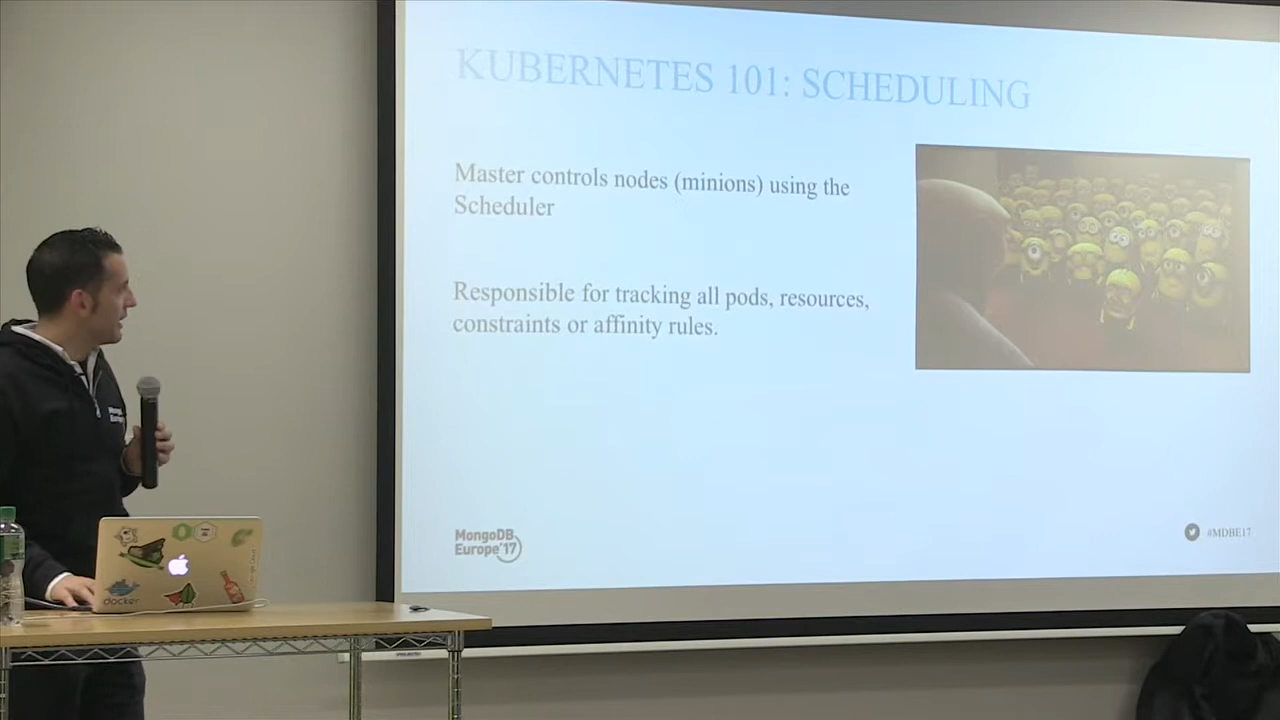 KUBERNETES 101: SCHEDULING
Master controls nodes (minions) using the
Scheduler
Responsible for tracking all pods, resources,
constraints or affinity rules.
MongoDB
Europe'17
#MDBE17
docker